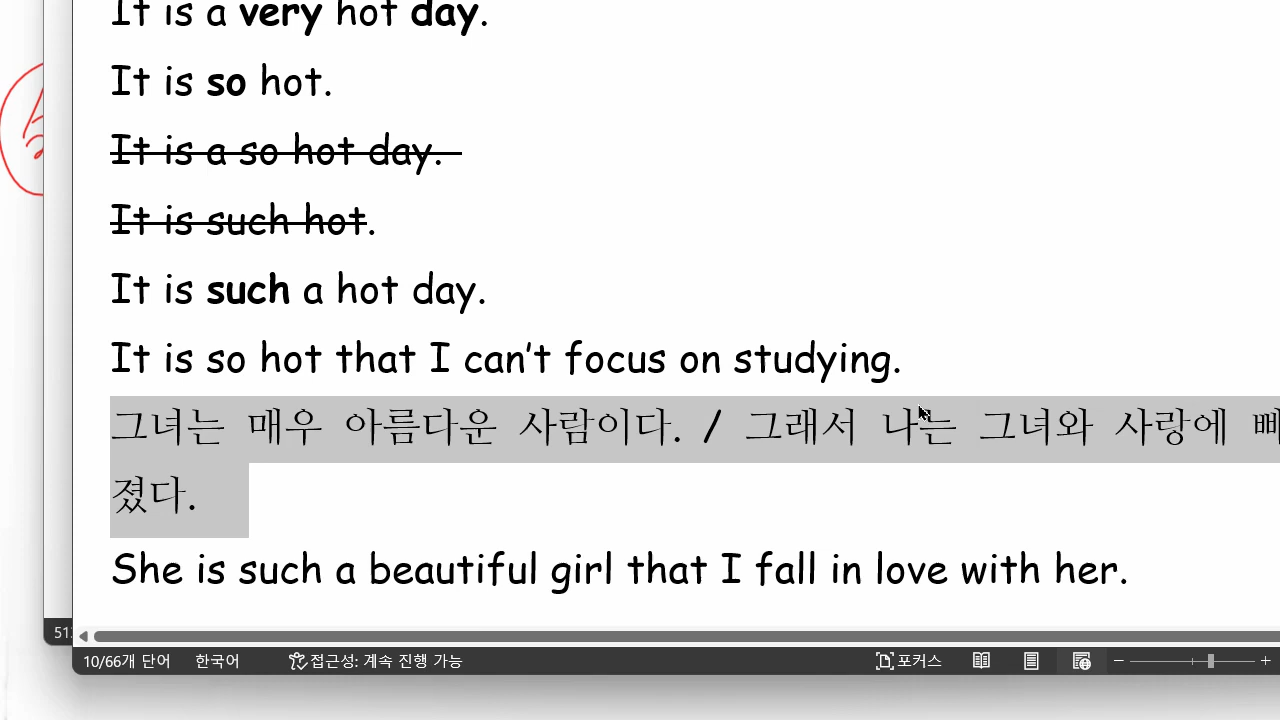 It is a very hot day.
It is so hot.
It is a so hot day.
It is such hot.
It is such a hot day.
It is so hot that I can't focus on studying.
그녀는 매우 아름다운 사람이다. / 그래서 나는 그녀와 사랑에 빠
졌다.
She is such a beautiful girl that I fall in love with her.
10/66개 단어 한국어 접근성: 계속 진행 가능 포커스